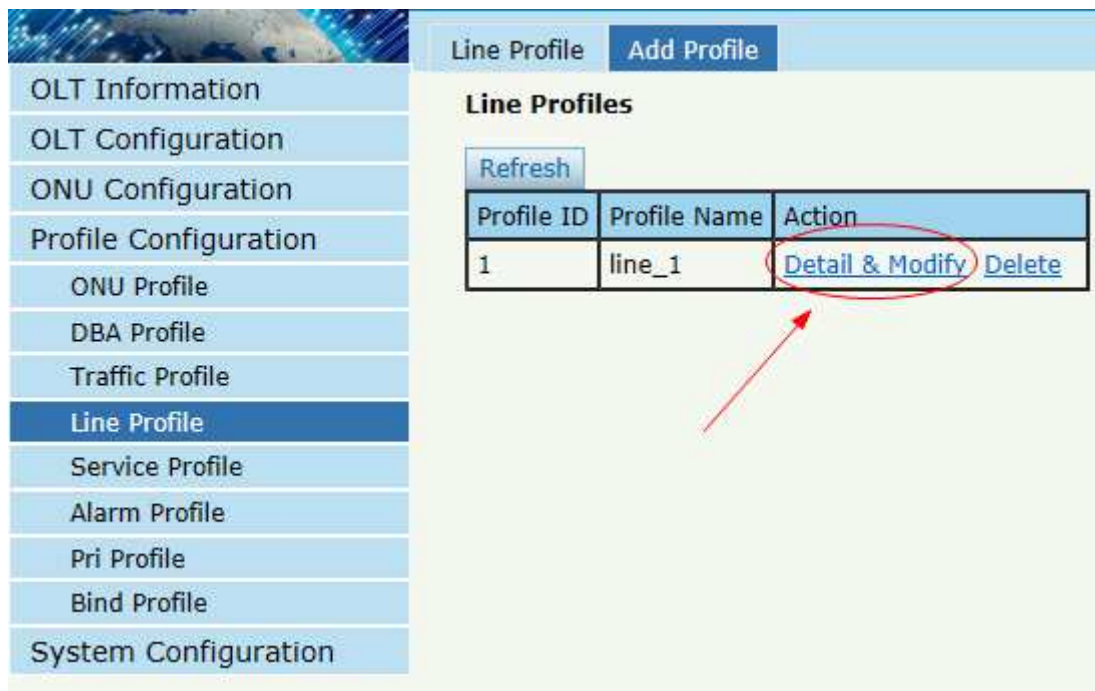 OLT Information
OLT Configuration
ONU Configuration
Profile Configuration
ONU Profile
DBA Profile
Traffic Profile
Line Profile
Service Profile
Alarm Profile
Pri Profile
Bind Profile
System Configuration
Line Profile Add Profile
Line Profiles
Refresh
Profile ID Profile Name Action
1 line_1 Detail & Modify Delete